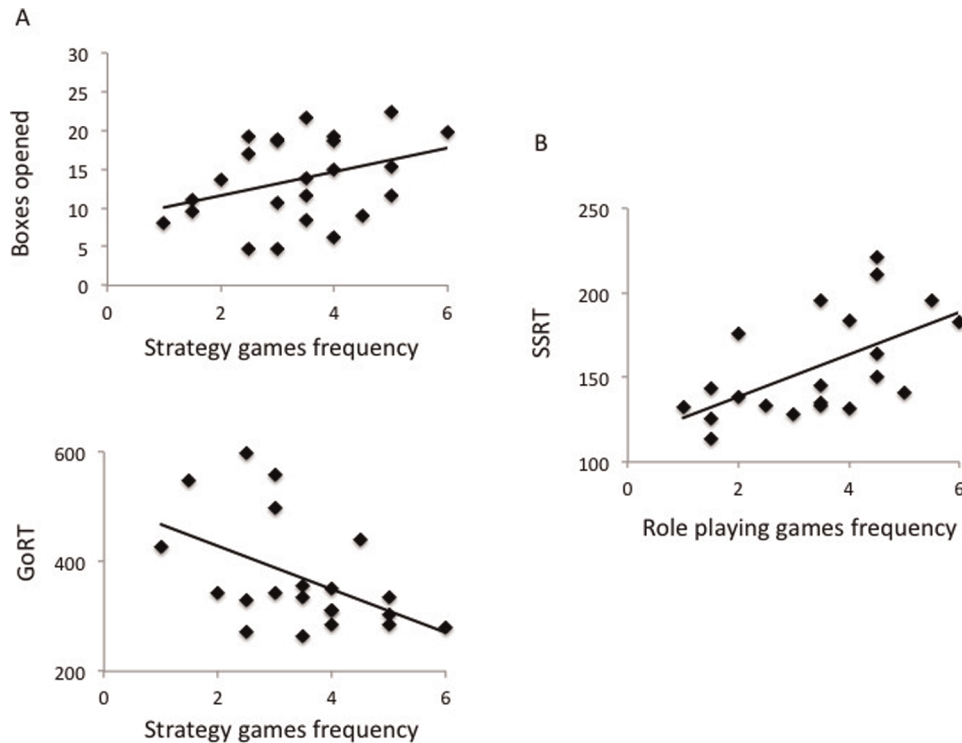 A
30
25
20
15
10
5
0
Boxes opened
0 2 4 6
Strategy games frequency
600
400
200
GoRT
0 2 4 6
Strategy games frequency
B
250
200
150
100
SSRT
0 2 4 6
Role playing games frequency